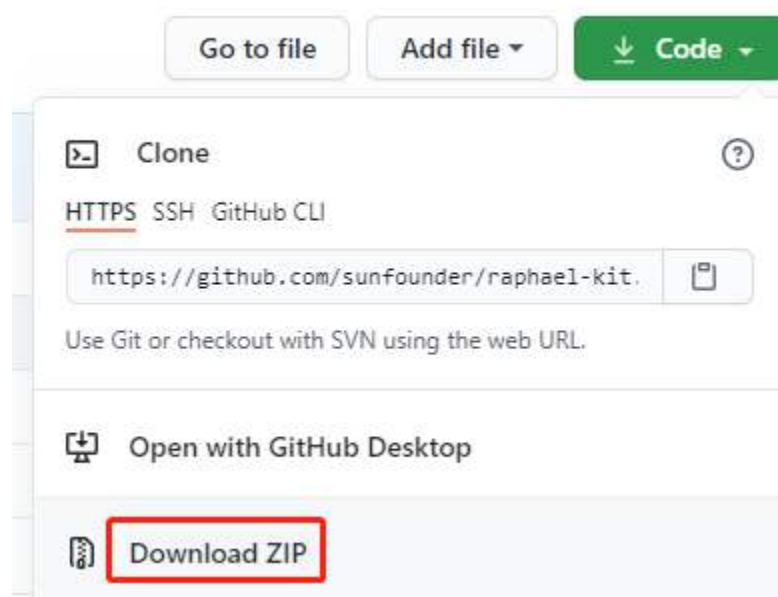 Go to file Add file Code
Clone
HTTPS SSH GitHub CLI
https://github.com/sunfounder/raphael-kit.
Use Git or checkout with SVN using the web URL.
Open with GitHub Desktop
Download ZIP